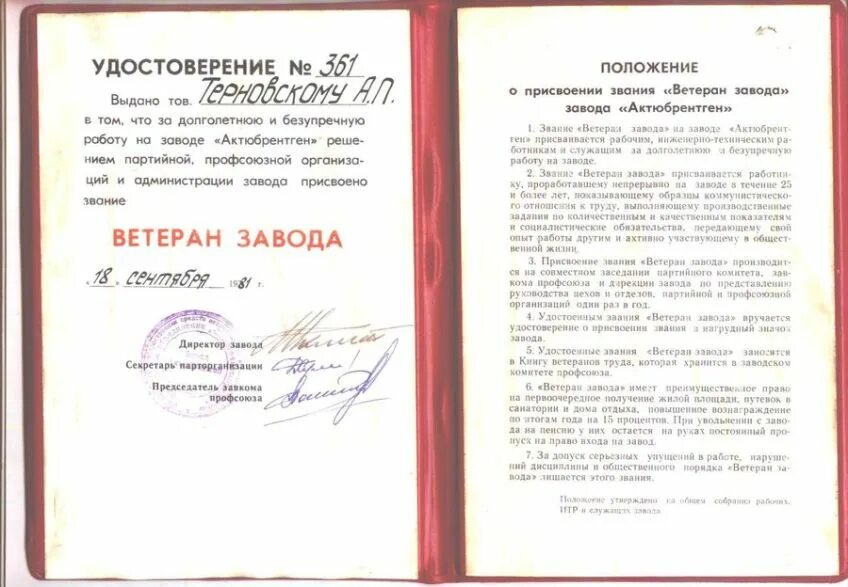 УДОСТОВЕРЕНИЕ № 361
Выдано тов. Терновскому А.П.
в том, что за долголетнюю и безупречную
работу на заводе «Актюбрентген» реше-
нием партийной, профсоюзной организа-
ций и администрации завода присвоено
звание
ВЕТЕРАН ЗАВОДА
„18„ сентября 1981 г.
Директор завода
Секретарь парторганизации
Председатель завкома
профсоюза
ПОЛОЖЕНИЕ
о присвоении звания «Ветеран завода»
завода «Актюбрентген»
1. Звание «Ветеран завода» на заводе «Актюбрент-
ген» присваивается рабочим, инженерно-техническим ра-
ботникам и служащим за долголетнюю и безупречную
работу на заводе.
2. Звание «Ветеран завода» присваивается работни-
ку, проработавшему непрерывно на заводе в течение 25
и более лет, показывающему образцы коммунистическо-
го отношения к труду, выполняющему производственные
задания по количественным и качественным показателям
и социалистические обязательства, передающему свой
опыт работы другим и активно участвующему в общест-
венной жизни.
3. Присвоение звания «Ветеран завода» производит-
ся на совместном заседании партийного комитета, зав-
кома профсоюза и дирекции завода по представлению
руководства цехов и отделов, партийной и профсоюзной
организаций один раз в год.
4. Удостоенным звания «Ветеран завода» вручается
удостоверение о присвоении звания и нагрудный значок
завода.
5. Удостоенные звания «Ветеран завода» заносятся
в Книгу ветеранов труда, которая хранится в заводском
комитете профсоюза.
6. «Ветеран завода» имеет преимущественное право
на первоочередное получение жилой площади, путевок в
санатории и дома отдыха, повышенное вознаграждение
по итогам года на 15 процентов. При увольнении с заво-
да на пенсию у них остается на руках постоянный про-
пуск на право входа на завод.
7. За допуск серьезных упущений в работе, наруше-
ний дисциплины и общественного порядка «Ветеран за-
вода» лишается этого звания.
Положение утверждено на общем собрании рабочих,
ИТР и служащих завода.